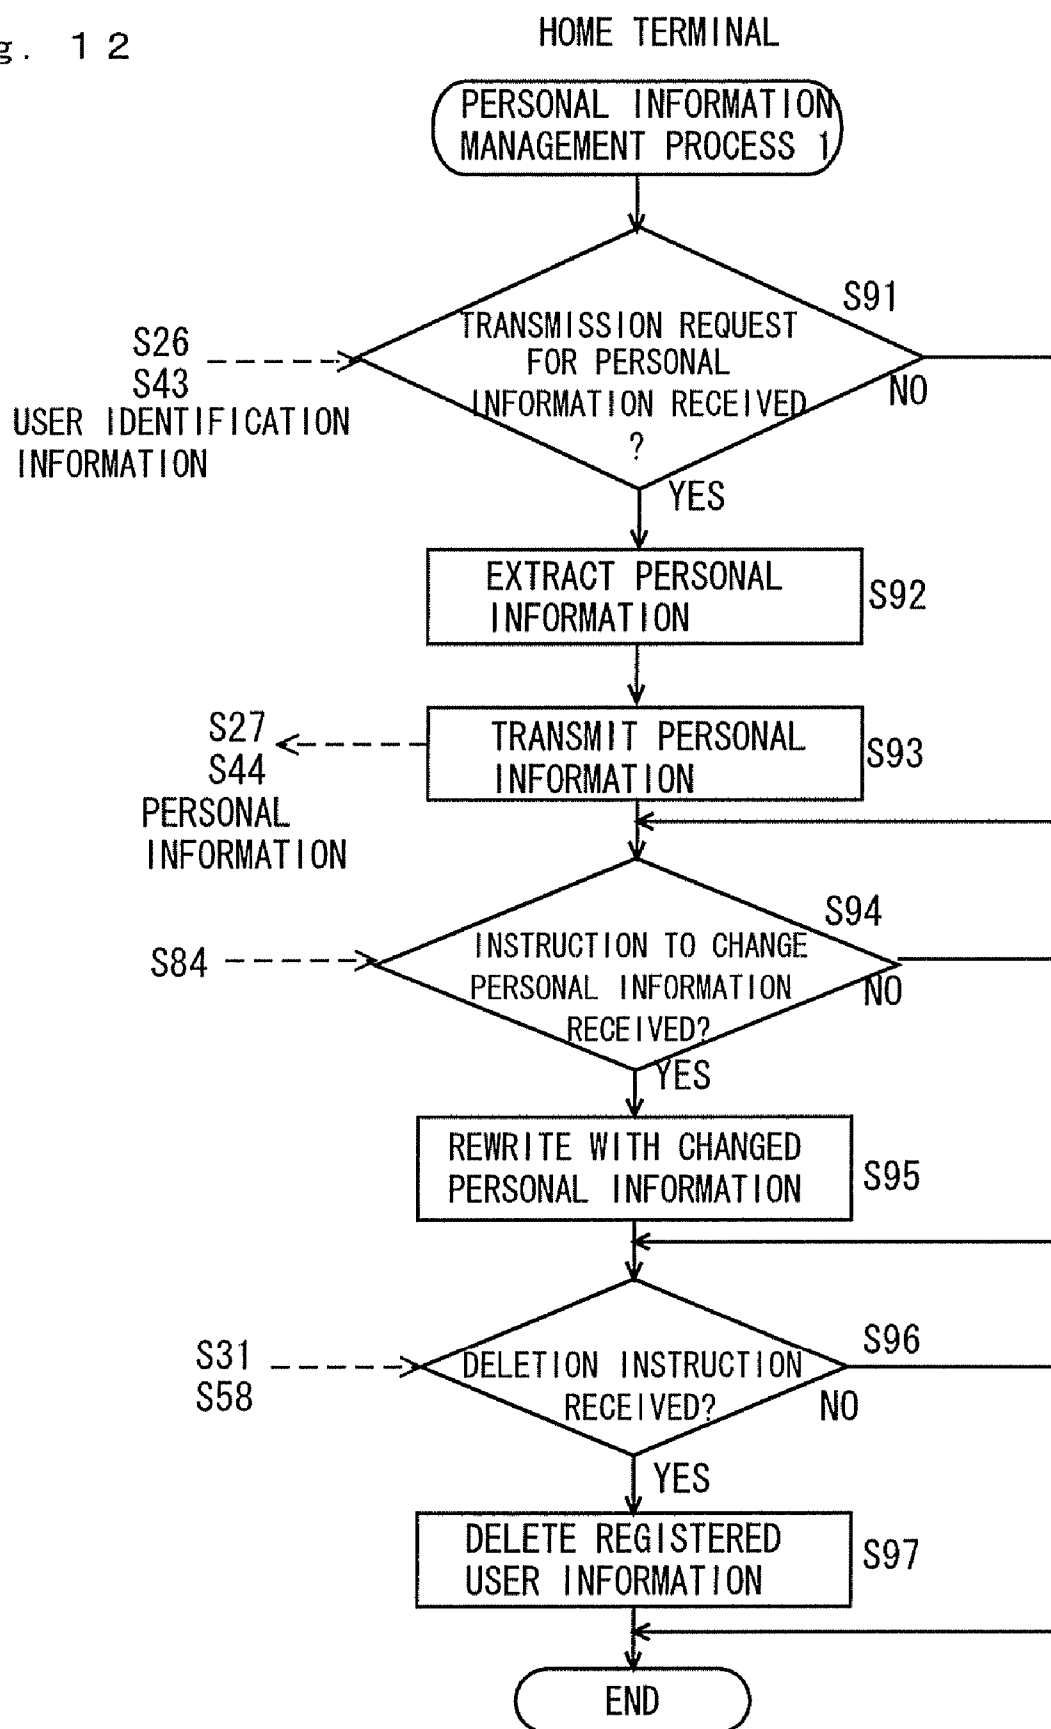 g. 12
HOME TERMINAL
PERSONAL INFORMATION
MANAGEMENT PROCESS 1
S91
TRANSMISSION REQUEST
FOR PERSONAL
INFORMATION RECEIVED
?
S26
S43
USER IDENTIFICATION
INFORMATION
NO
YES
EXTRACT PERSONAL
INFORMATION
S92
TRANSMIT PERSONAL
INFORMATION
S93
S27
S44
PERSONAL
INFORMATION
S94
INSTRUCTION TO CHANGE
PERSONAL INFORMATION
RECEIVED?
S84
NO
YES
REWRITE WITH CHANGED
PERSONAL INFORMATION
S95
S96
DELETION INSTRUCTION
RECEIVED?
S31
S58
NO
YES
DELETE REGISTERED
USER INFORMATION
S97
END